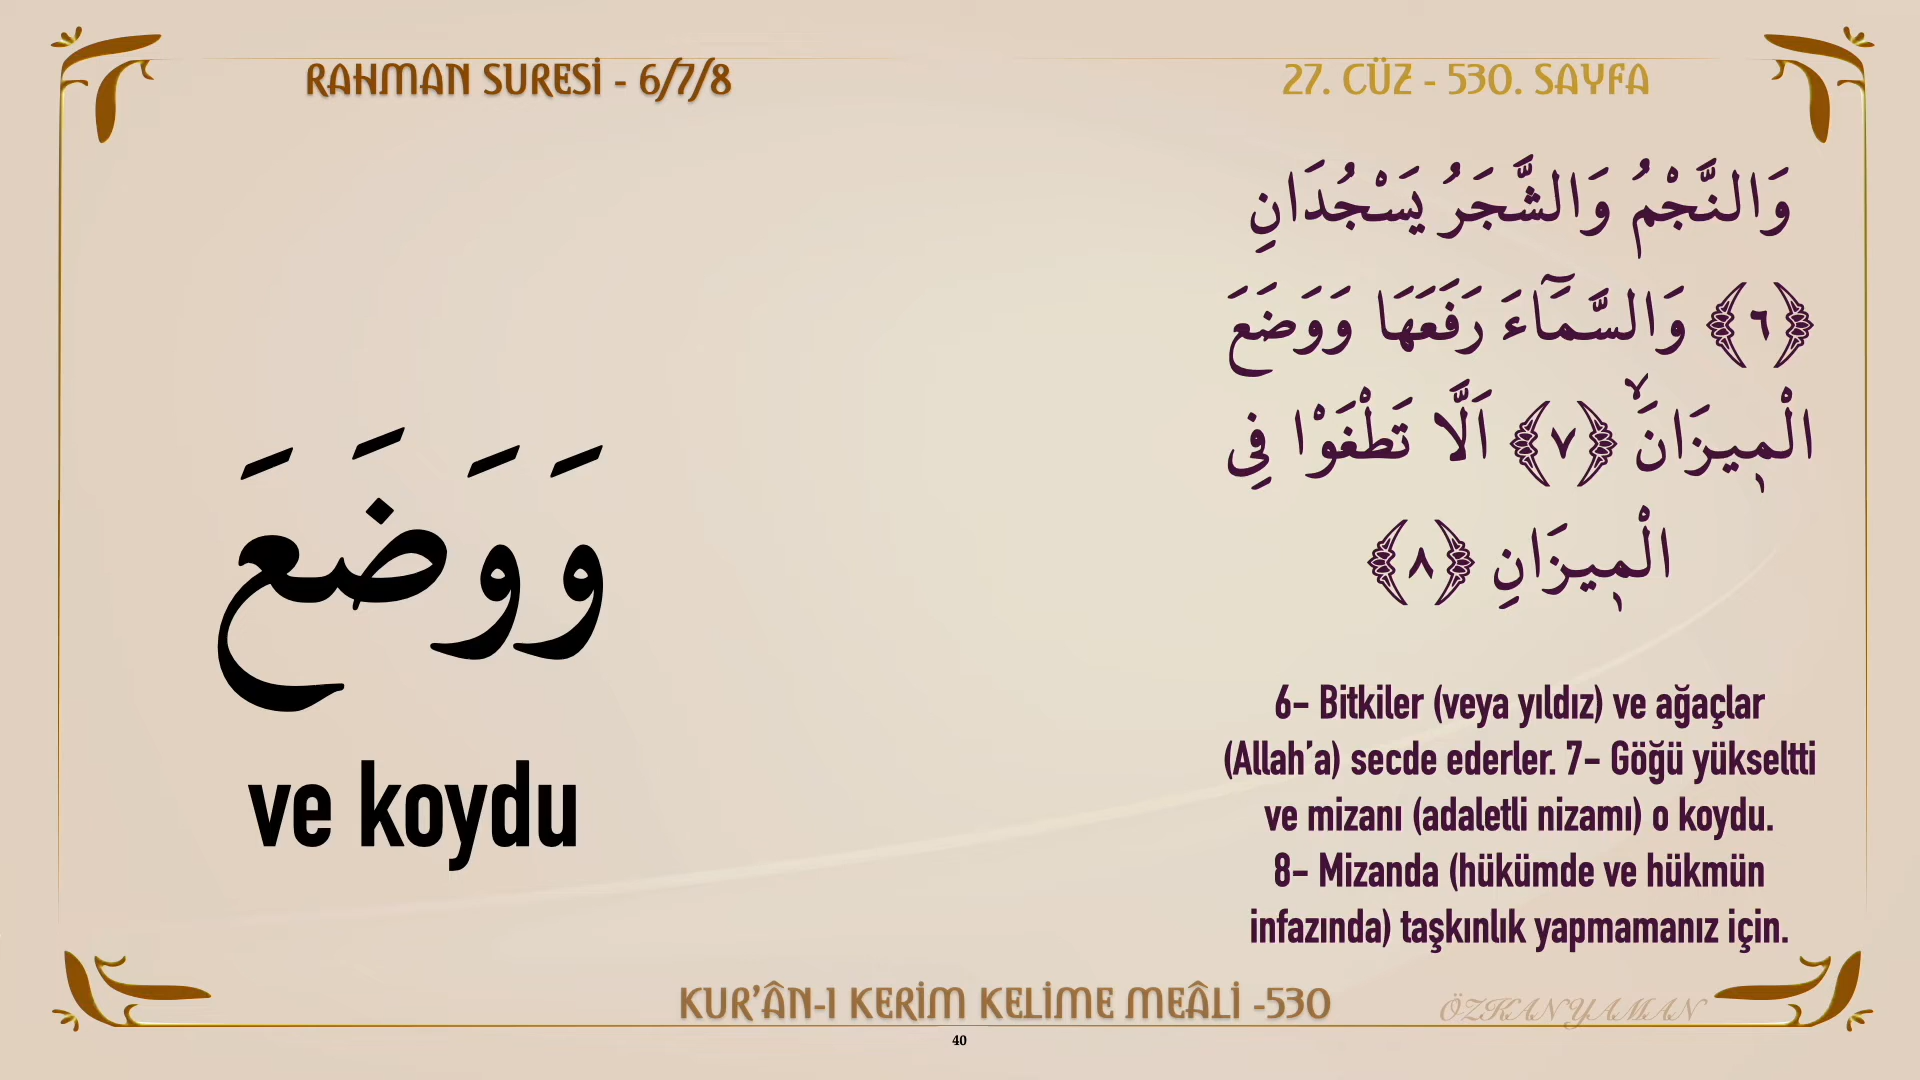 RAHMAN SURESİ - 6/7/8
27. CÜZ - 530. SAYFA
وَالنَّجْمُ وَالشَّجَرُ يَسْجُدَانِ
﴿٦﴾ وَالسَّمَٓاءَ رَفَعَهَا وَوَضَعَ
الْم۪يزَانَۙ ﴿٧﴾ اَلَّا تَطْغَوْا فِى
الْم۪يزَانِ ﴿٨﴾
وَوَضَعَ
ve koydu
6- Bitkiler (veya yıldız) ve ağaçlar
(Allah’a) secde ederler. 7- Göğü yükseltti
ve mizanı (adaletli nizamı) o koydu.
8- Mizanda (hükümde ve hükmün
infazında) taşkınlık yapmamanız için.
KUR’ÂN-I KERİM KELİME MEÂLİ -530
ÖZKAN YAMAN
40